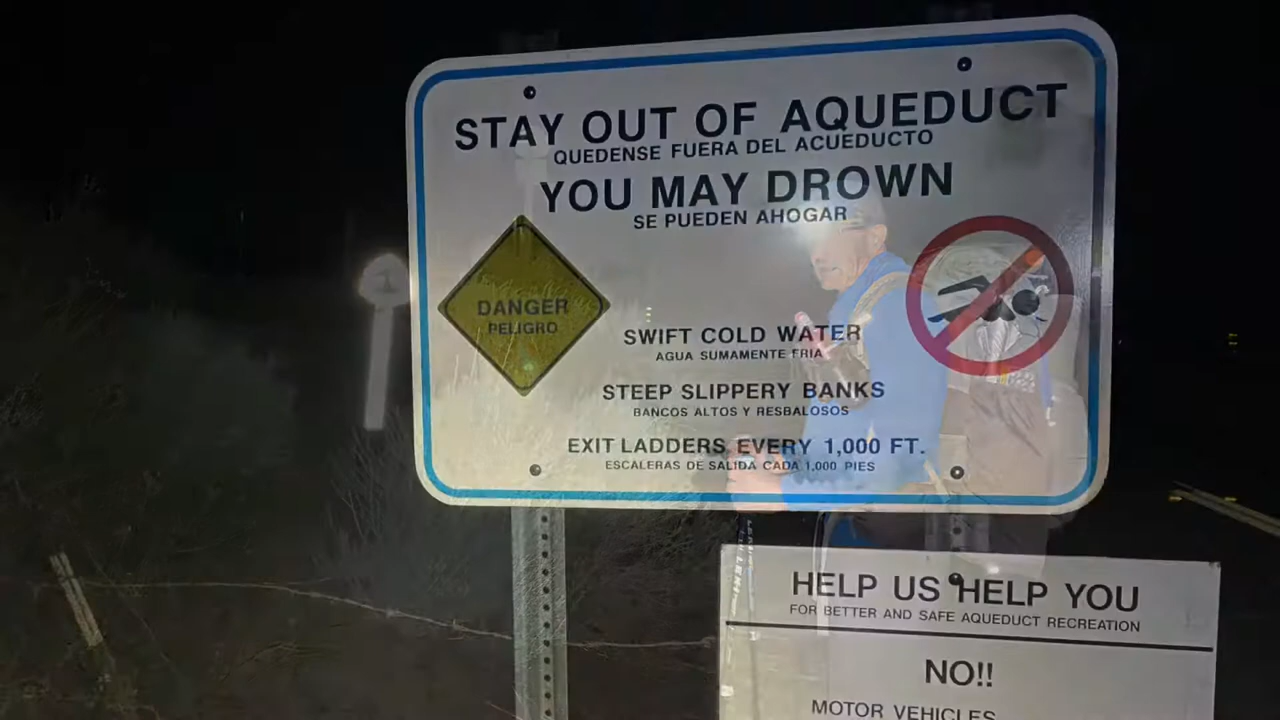 STAY OUT OF AQUEDUCT
QUEDENSE FUERA DEL ACUEDUCTO
YOU MAY DROWN
SE PUEDEN AHOGAR
DANGER
PELIGRO
SWIFT COLD WATER
AGUA SUMAMENTE FRIA
STEEP SLIPPERY BANKS
BANCOS ALTOS Y RESBALOSOS
EXIT LADDERS EVERY 1,000 FT.
ESCALERAS DE SALIDA CADA 1,000 PIES
HELP US HELP YOU
FOR BETTER AND SAFE AQUEDUCT RECREATION
NO!!
MOTOR VEHICLES